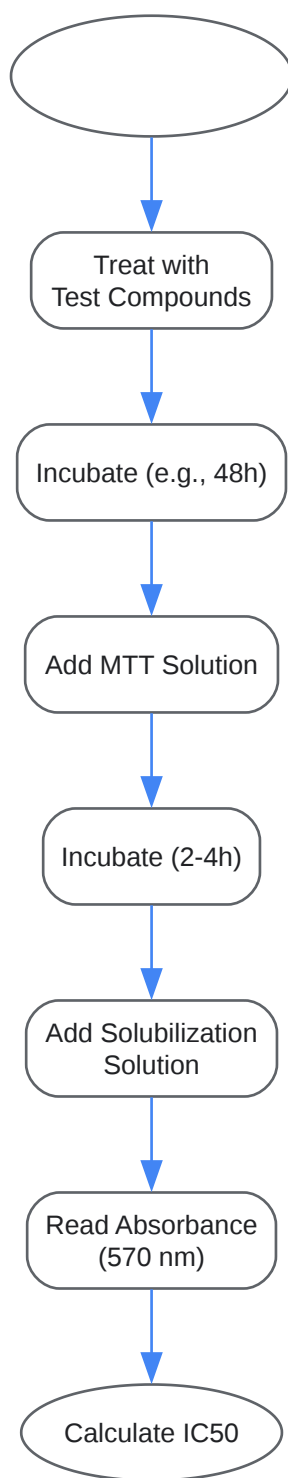 Treat with
Test Compounds
Incubate (e.g., 48h)
Add MTT Solution
Incubate (2-4h)
Add Solubilization
Solution
Read Absorbance
(570 nm)
Calculate IC50